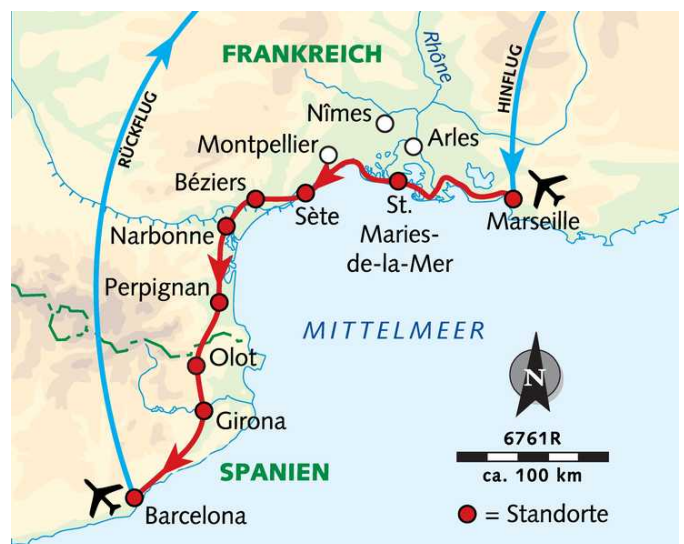 FRANKREICH
Rhône
HINFLUG
RÜCKFLUG
Nîmes
Montpellier
Arles
Béziers
Sète
St.
Maries-
de-la-Mer
Marseille
Narbonne
Perpignan
MITTELMEER
Olot
N
Girona
6761R
ca. 100 km
SPANIEN
Barcelona
= Standorte